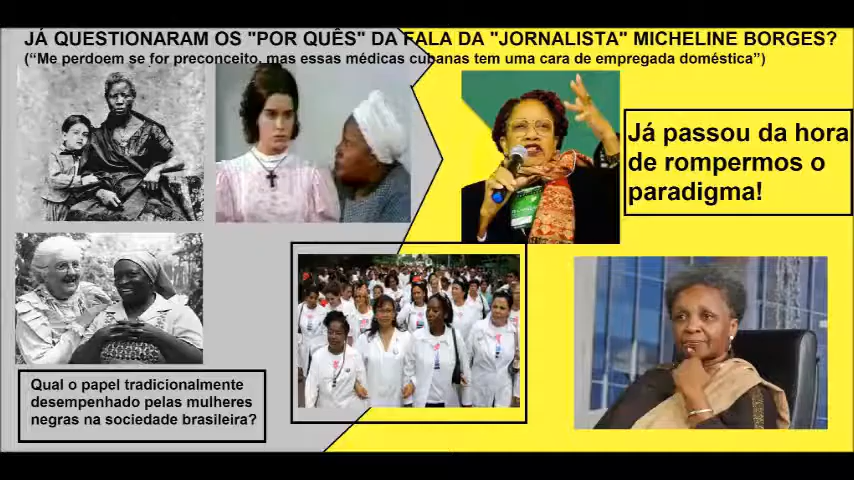 JÁ QUESTIONARAM OS "POR QUÊS" DA FALA DA "JORNALISTA" MICHELINE BORGES?
(“Me perdoem se for preconceito, mas essas médicas cubanas tem uma cara de empregada doméstica”)
Já passou da hora
de rompermos o
paradigma!
Qual o papel tradicionalmente
desempenhado pelas mulheres
negras na sociedade brasileira?